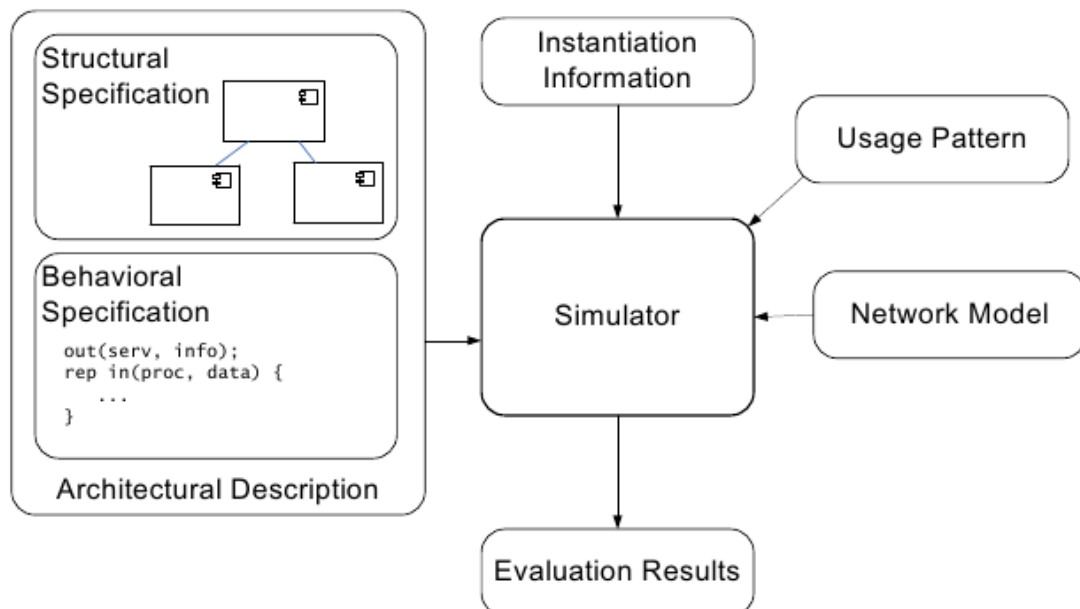 Structural
Specification
Behavioral
Specification
out(serv, info);
rep in(proc, data) {
...
}
Architectural Description
Instantiation
Information
Usage Pattern
Simulator
Network Model
Evaluation Results